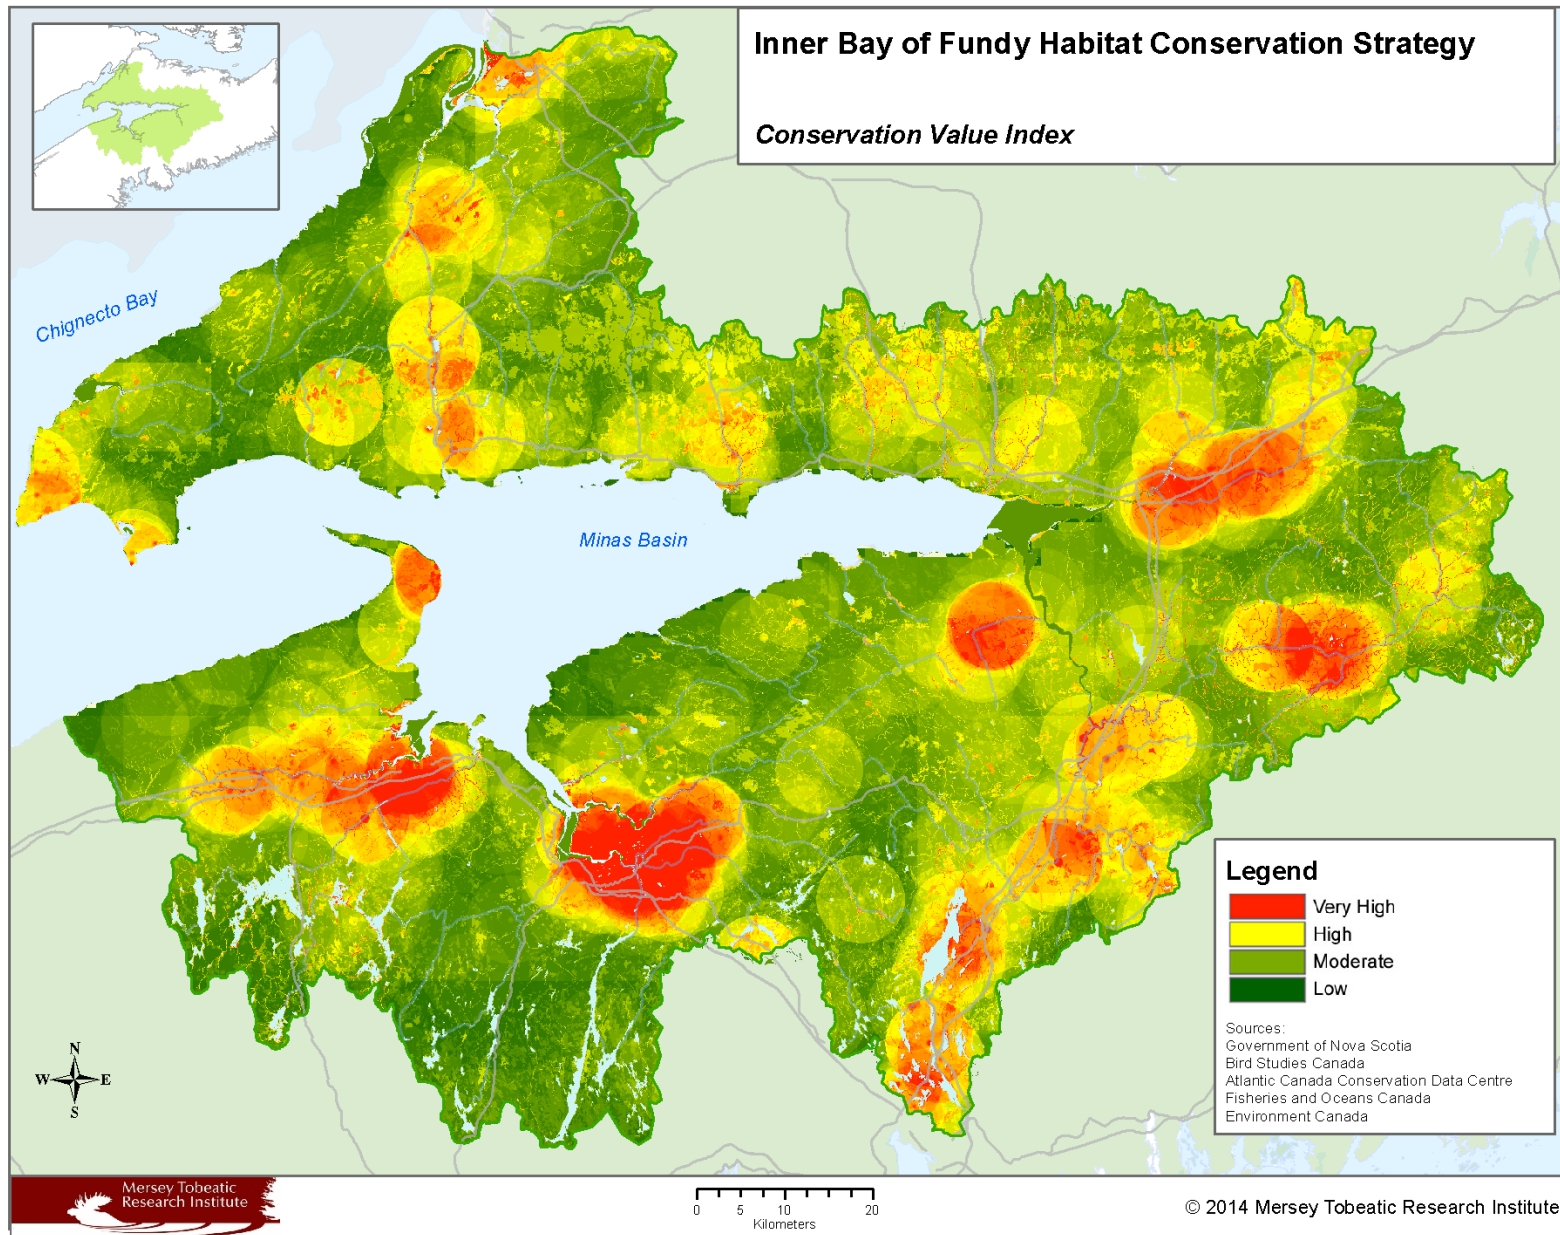 Inner Bay of Fundy Habitat Conservation Strategy
Conservation Value Index
Chignecto Bay
Minas Basin
Legend
Very High
High
Moderate
Low
Sources:
Government of Nova Scotia
Bird Studies Canada
Atlantic Canada Conservation Data Centre
Fisheries and Oceans Canada
Environment Canada
N
W E
S
Mersey Tobeatic
Research Institute
0 5 10 20
Kilometers
© 2014 Mersey Tobeatic Research Institute